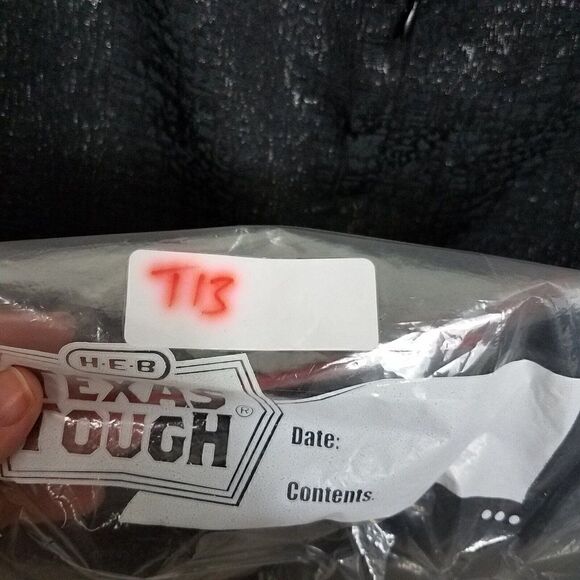 T13
H-E-B
TEXAS
TOUGH®
Date:
Contents: